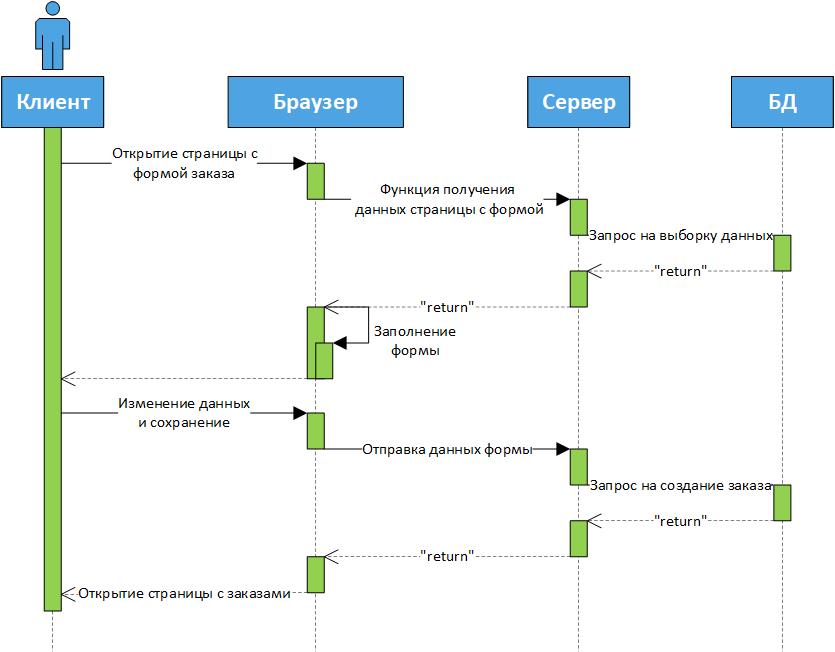 Клиент
Браузер
Сервер
БД
Открытие страницы с
формой заказа
Функция получения
данных страницы с формой
Запрос на выборку данных
"return"
"return"
Заполнение
формы
Изменение данных
и сохранение
Отправка данных формы
Запрос на создание заказа
"return"
"return"
Открытие страницы с заказами